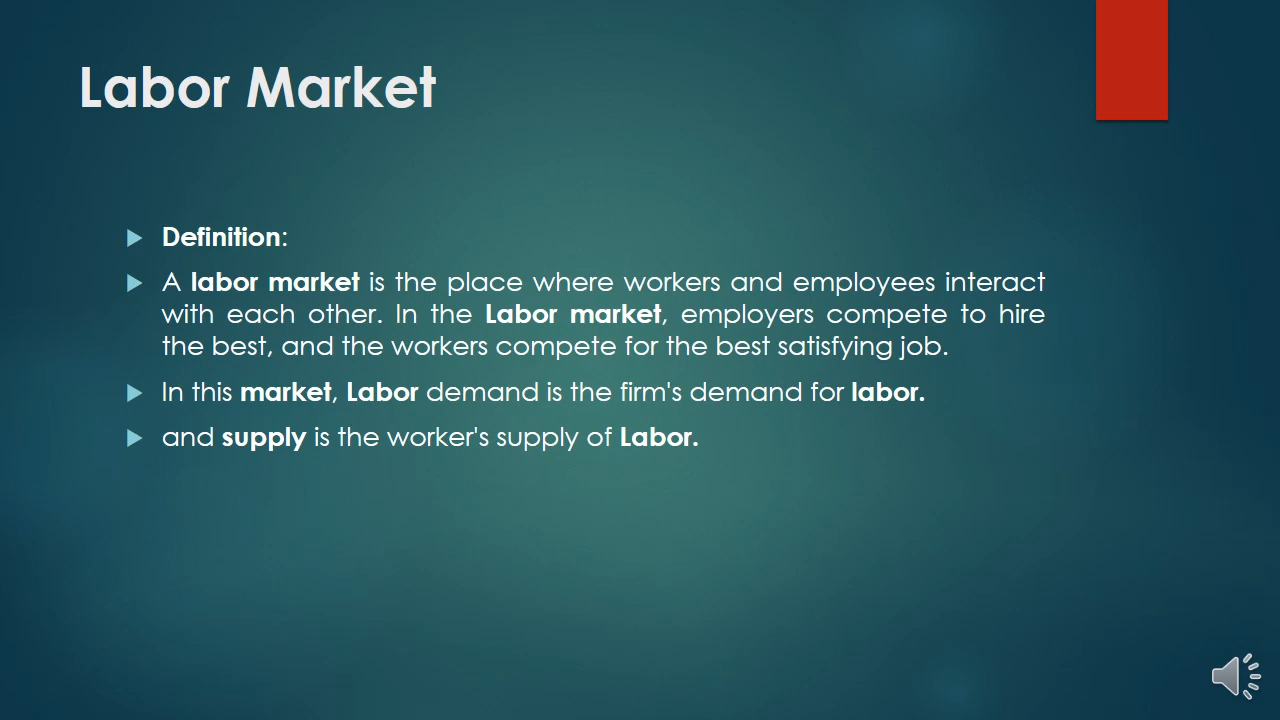 Labor Market
Definition:
A labor market is the place where workers and employees interact
with each other. In the Labor market, employers compete to hire
the best, and the workers compete for the best satisfying job.
In this market, Labor demand is the firm's demand for labor.
and supply is the worker's supply of Labor.